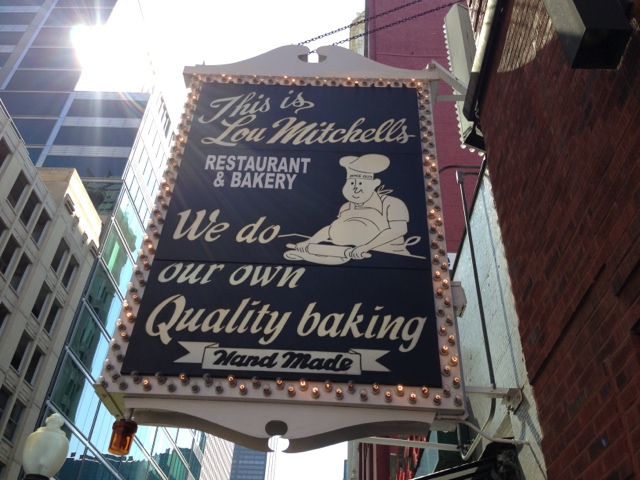 This is
Lou Mitchell's
RESTAURANT
& BAKERY
We do
our own
Quality baking
Hand Made